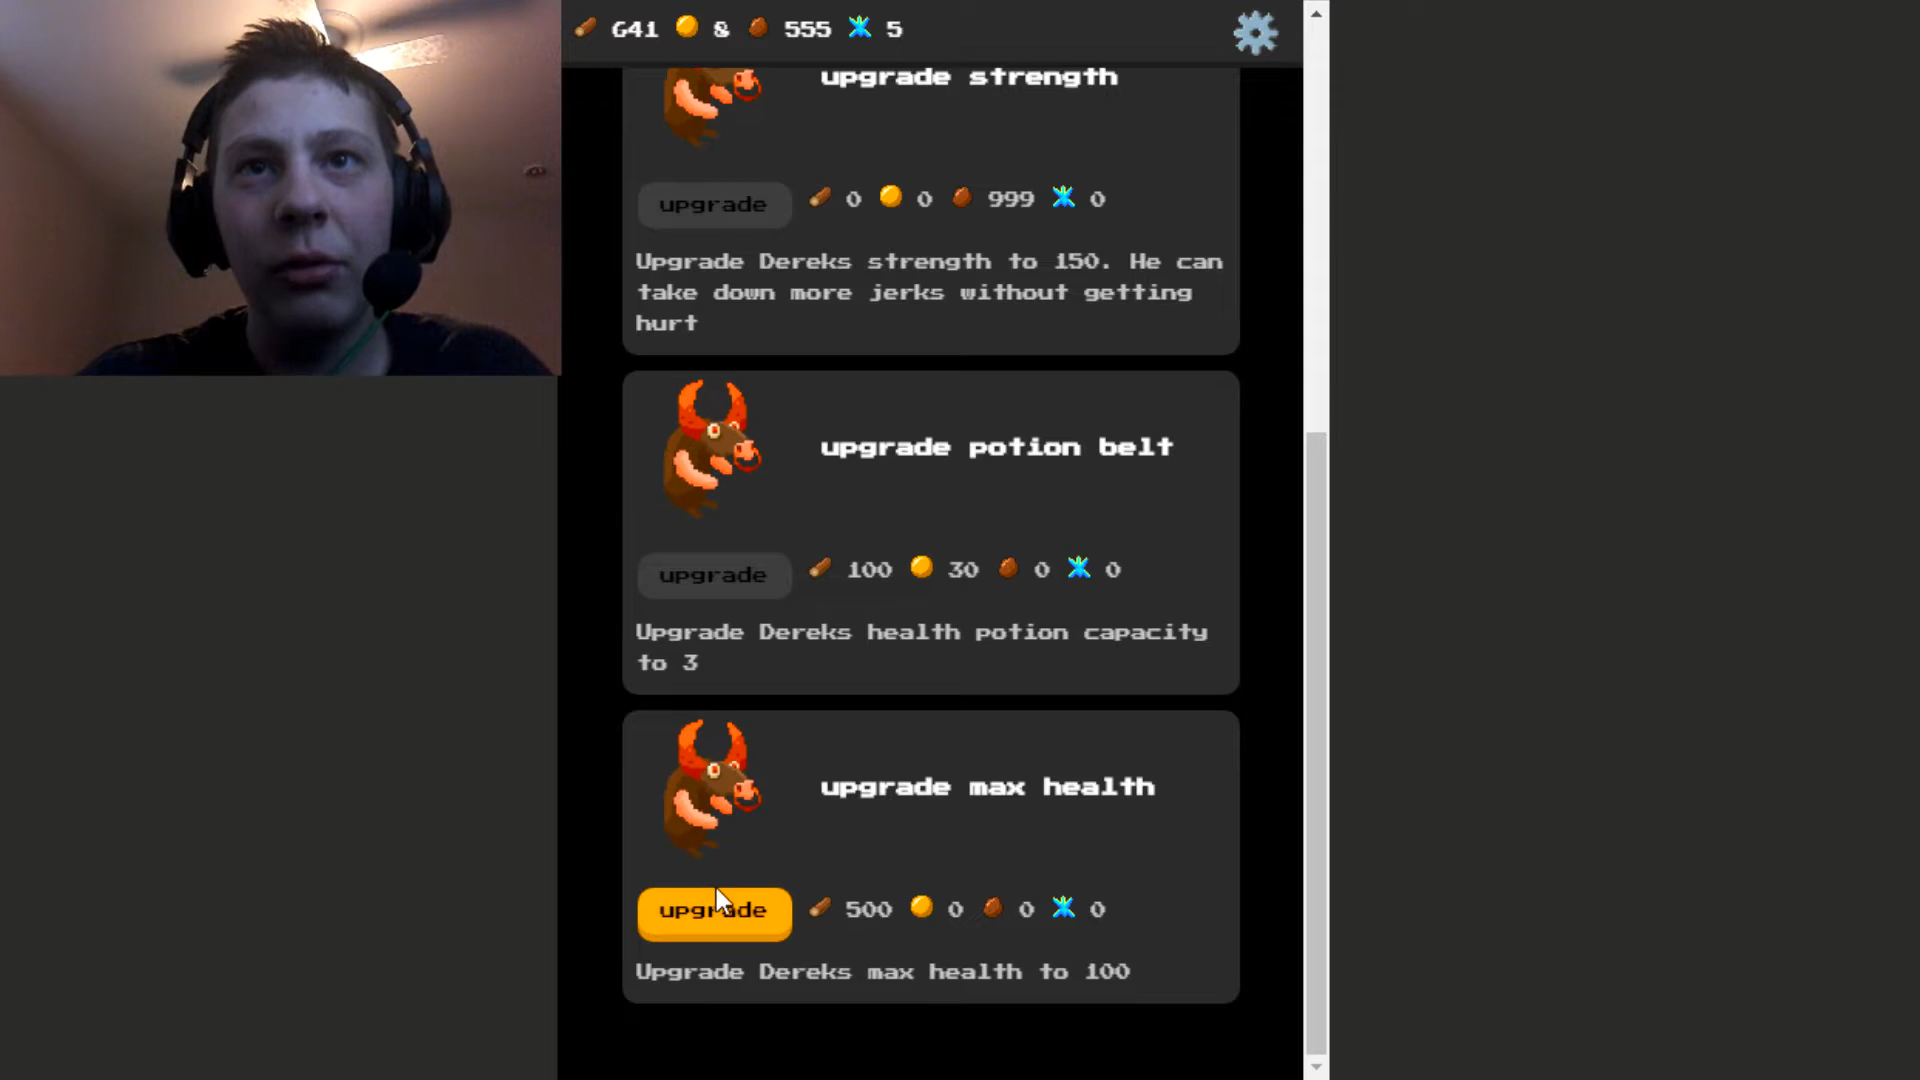 641 8 555 5
upgrade strength
upgrade 0 0 999 0
Upgrade Dereks strength to 150. He can
take down more jerks without getting
hurt
upgrade potion belt
upgrade 100 30 0 0
Upgrade Dereks health potion capacity
to 3
upgrade max health
upgrade 500 0 0 0
Upgrade Dereks max health to 100